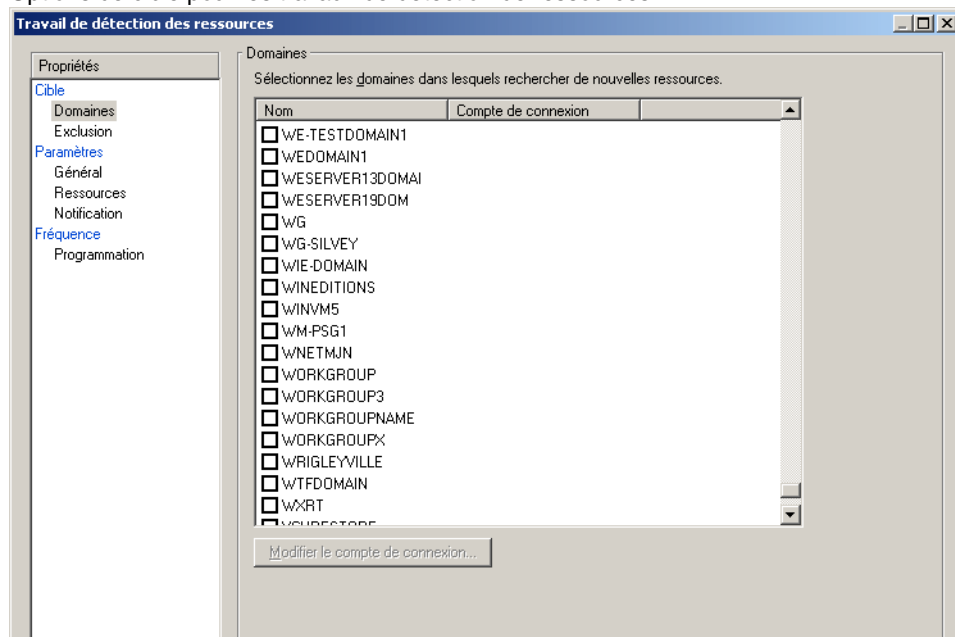 Travail de détection des ressources
Propriétés
Cible
Domaines
Exclusion
Paramètres
Général
Ressources
Notification
Fréquence
Programmation
Domaines
Sélectionnez les domaines dans lesquels rechercher de nouvelles ressources.
Nom Compte de connexion
WE-TESTDOMAIN1
WEDOMAIN1
WESERVER13DOMAI
WESERVER19DOM
WG
WG-SILVEY
WIE-DOMAIN
WINEDITIONS
WINVM5
WM-PSG1
WNETMJN
WORKGROUP
WORKGROUP3
WORKGROUPNAME
WORKGROUPX
WRIGLEYVILLE
WTFDOMAIN
WXRT
Modifier le compte de connexion...